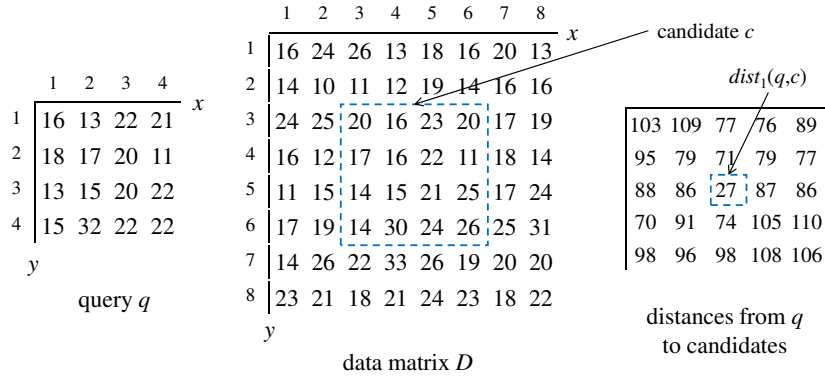 1 2 3 4 x
1 16 13 22 21
2 18 17 20 11
3 13 15 20 22
4 15 32 22 22
y
query q
1 2 3 4 5 6 7 8
x
1 16 24 26 13 18 16 20 13
2 14 10 11 12 19 14 16 16
3 24 25 20 16 23 20 17 19
4 16 12 17 16 22 11 18 14
5 11 15 14 15 21 25 17 24
6 17 19 14 30 24 26 25 31
7 14 26 22 33 26 19 20 20
8 23 21 18 21 24 23 18 22
y
data matrix D
candidate c
dist1(q,c)
103 109 77 76 89
95 79 71 79 77
88 86 27 87 86
70 91 74 105 110
98 96 98 108 106
distances from q
to candidates